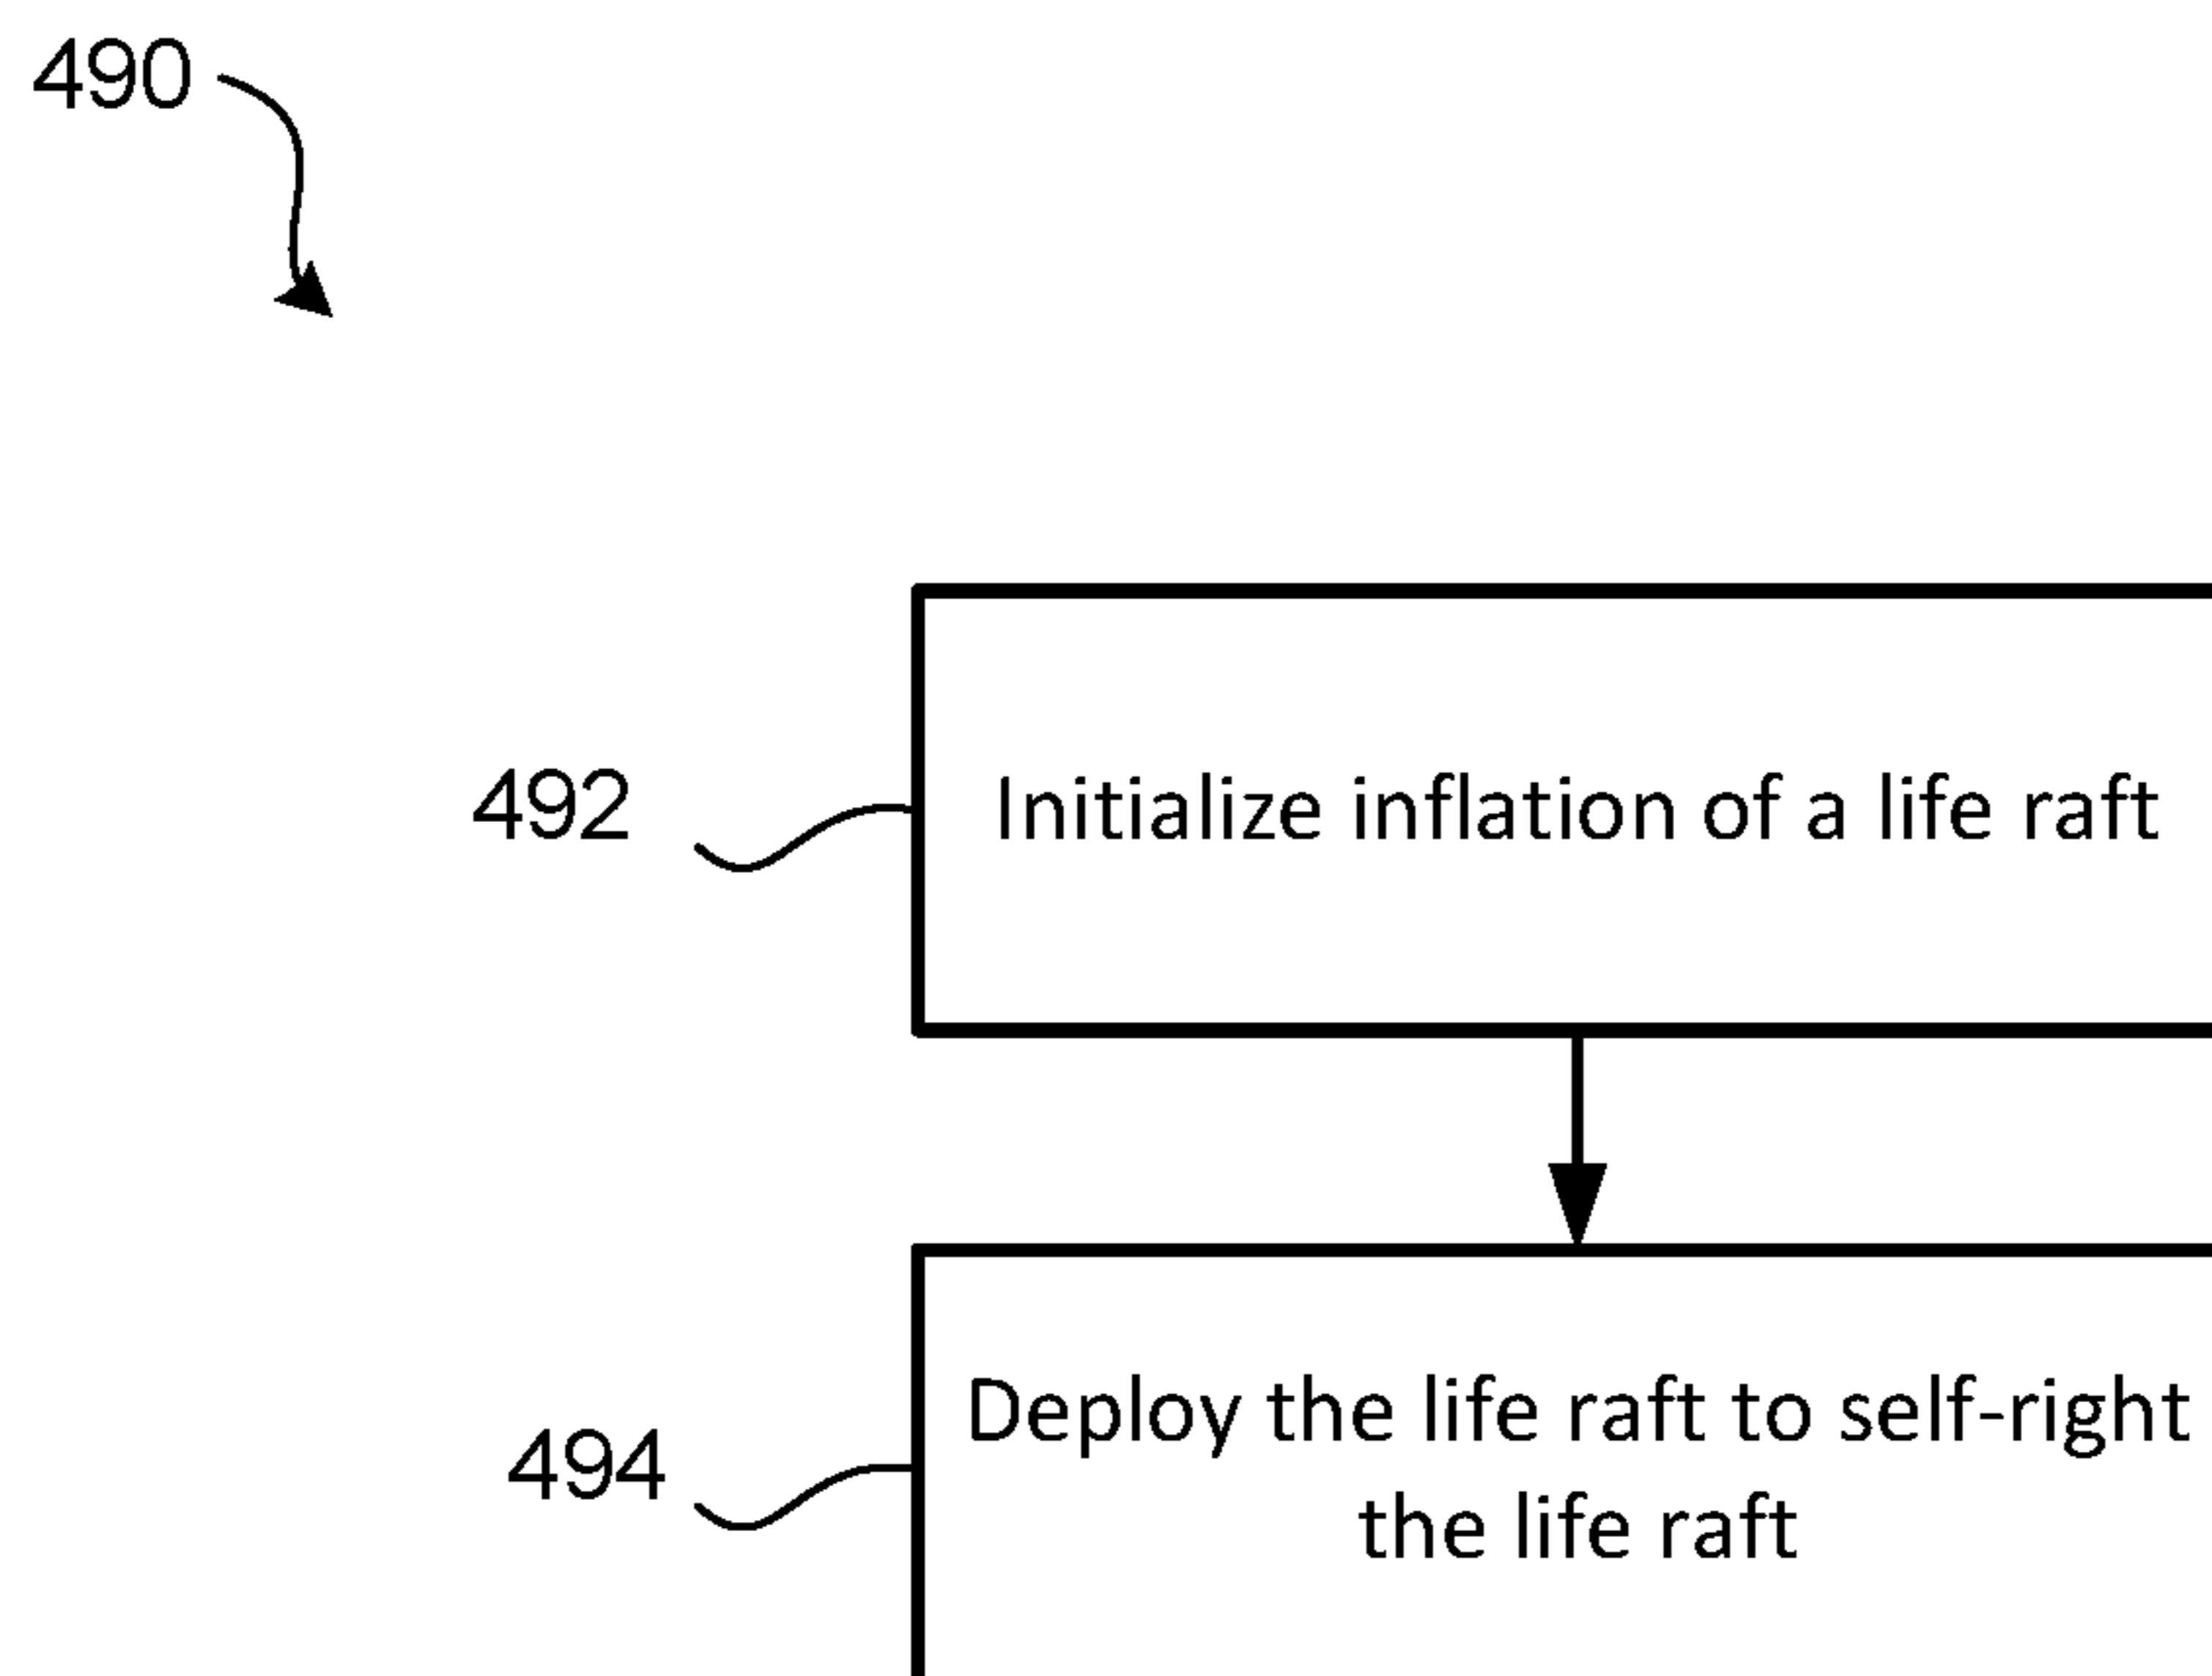 490
492
Initialize inflation of a life raft
494
Deploy the life raft to self-right
the life raft